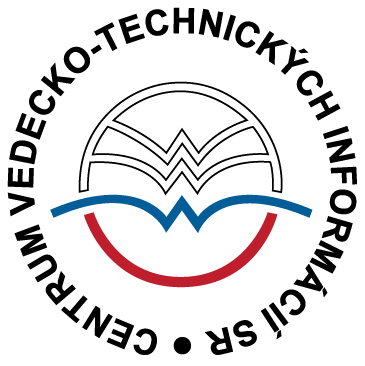 CENTRUM VEDECKO-TECHNICKÝCH INFORMÁCIÍ SR •